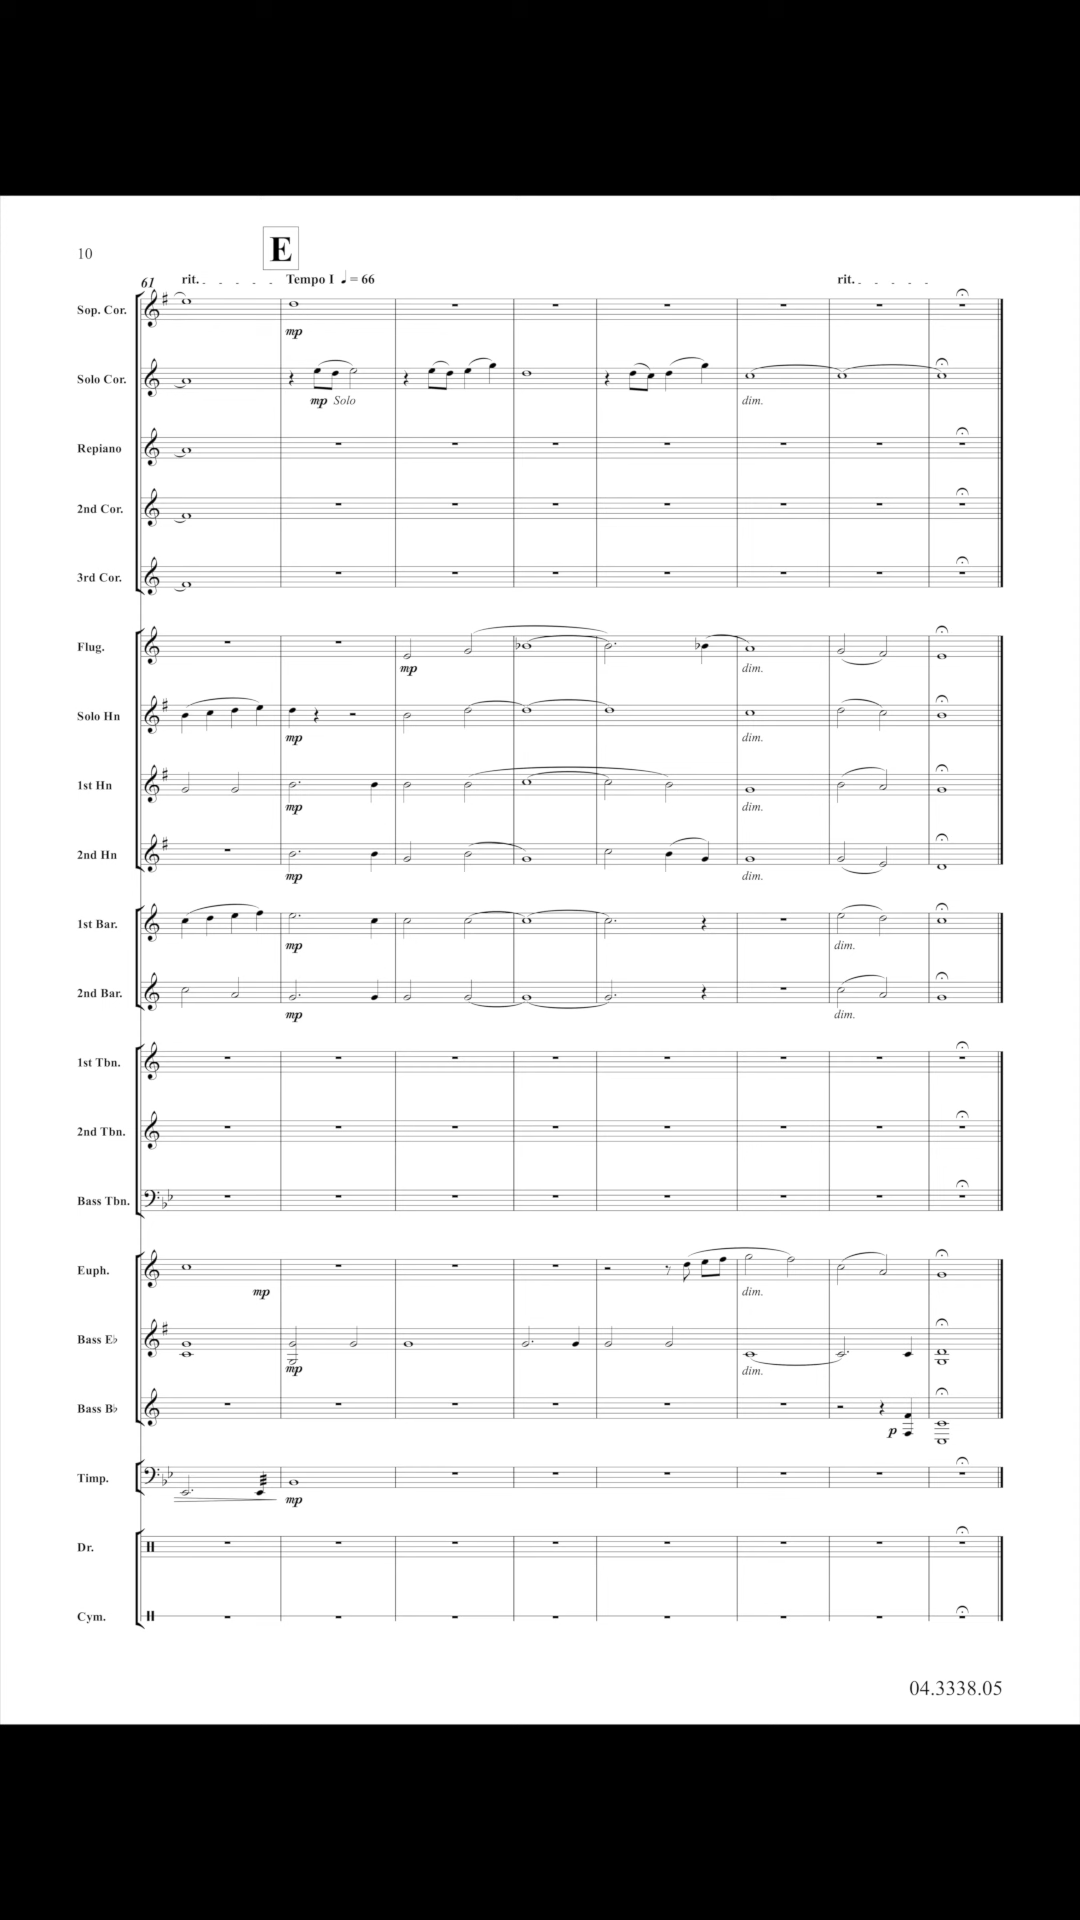 E
10
61
rit.
Tempo I ♩ = 66
rit.
Sop. Cor.
mp
Solo Cor.
mp Solo
dim.
Repiano
2nd Cor.
3rd Cor.
Flug.
mp
dim.
Solo Hn
mp
dim.
1st Hn
mp
dim.
2nd Hn
mp
dim.
1st Bar.
mp
dim.
2nd Bar.
mp
dim.
1st Tbn.
2nd Tbn.
Bass Tbn.
Euph.
mp
dim.
Bass E♭
mp
dim.
Bass B♭
p
Timp.
mp
Dr.
Cym.
04.3338.05